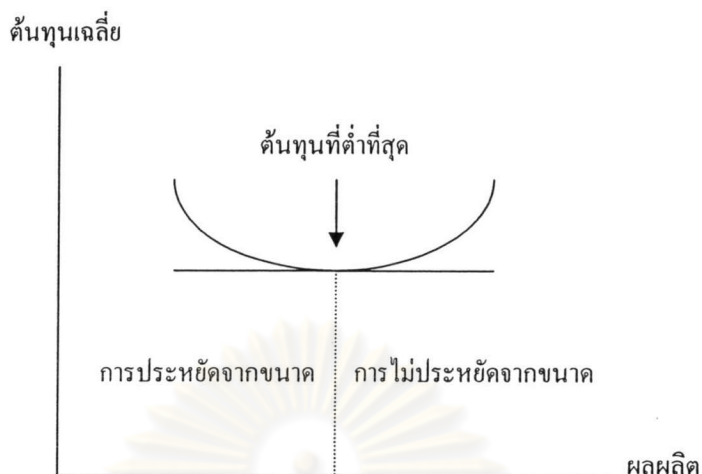 ต้นทุนเฉลี่ย
ต้นทุนที่ต่ำที่สุด
การประหยัดจากขนาด
การไม่ประหยัดจากขนาด
ผลผลิต